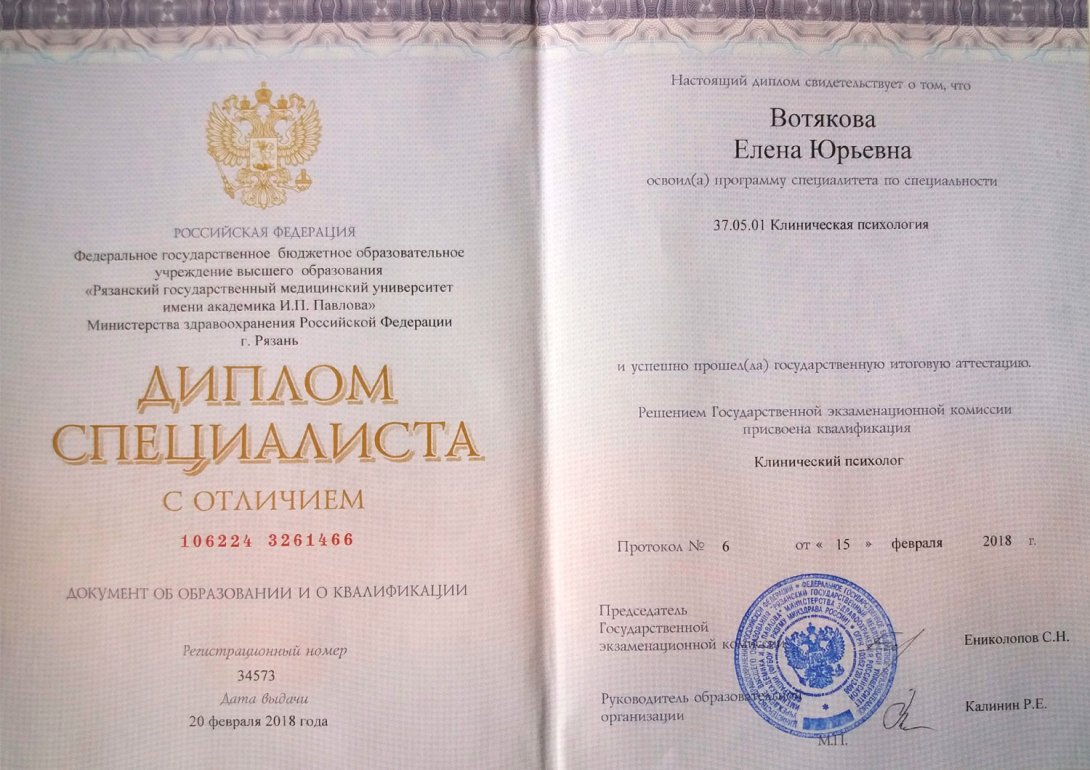 РОССИЙСКАЯ ФЕДЕРАЦИЯ
Федеральное государственное бюджетное образовательное
учреждение высшего образования
«Рязанский государственный медицинский университет
имени академика И.П. Павлова»
Министерства здравоохранения Российской Федерации
г. Рязань
ДИПЛОМ
СПЕЦИАЛИСТА
С ОТЛИЧИЕМ
106224 3261466
ДОКУМЕНТ ОБ ОБРАЗОВАНИИ И О КВАЛИФИКАЦИИ
Регистрационный номер
34573
Дата выдачи
20 февраля 2018 года
Настоящий диплом свидетельствует о том, что
Вотякова
Елена Юрьевна
освоил(а) программу специалитета по специальности
37.05.01 Клиническая психология
и успешно прошел(ла) государственную итоговую аттестацию.
Решением Государственной экзаменационной комиссии
присвоена квалификация
Клинический психолог
Протокол № 6 от « 15 » февраля 2018 г.
Председатель
Государственной
экзаменационной комиссии
Ениколопов С.Н.
Руководитель образовательной
организации
Калинин Р.Е.
М.П.